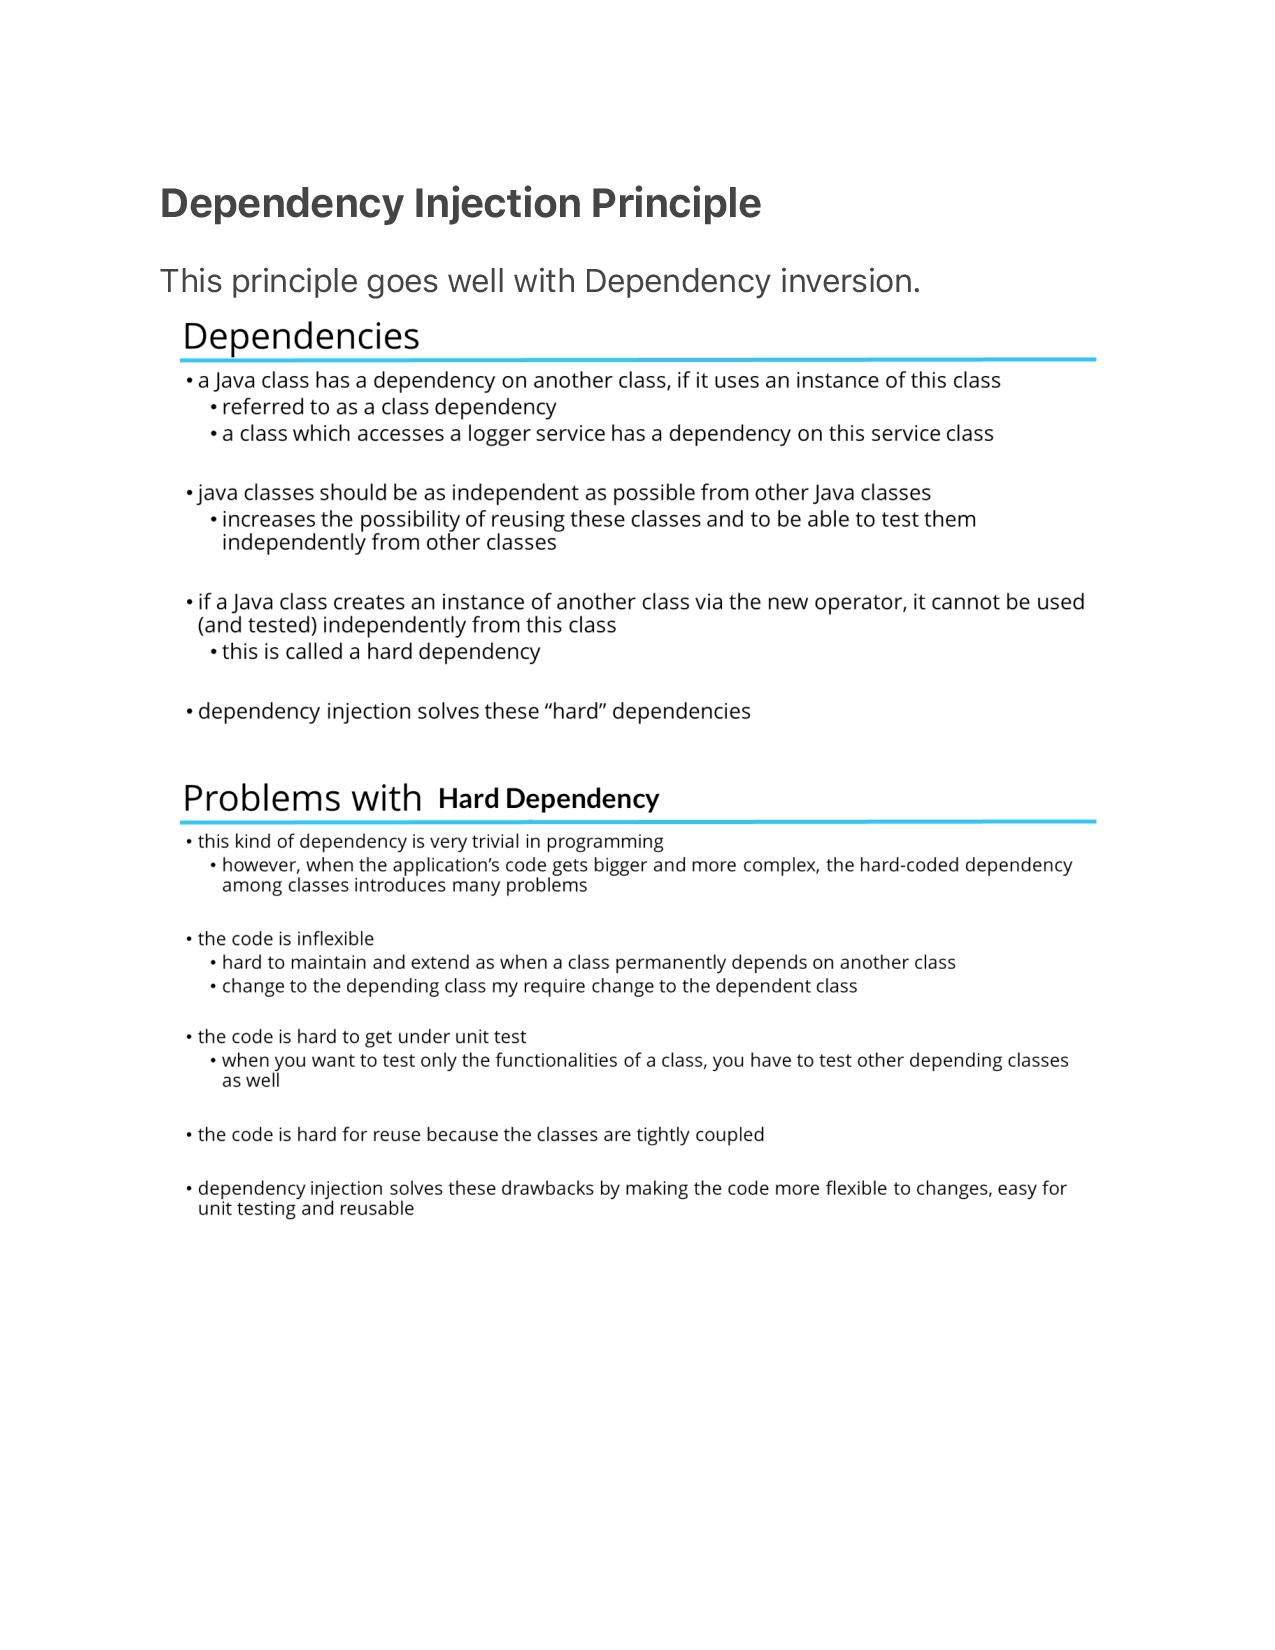 Dependency Injection Principle
This principle goes well with Dependency inversion.
Dependencies
• a Java class has a dependency on another class, if it uses an instance of this class
• referred to as a class dependency
• a class which accesses a logger service has a dependency on this service class
• java classes should be as independent as possible from other Java classes
• increases the possibility of reusing these classes and to be able to test them
independently from other classes
• if a Java class creates an instance of another class via the new operator, it cannot be used
(and tested) independently from this class
• this is called a hard dependency
• dependency injection solves these “hard” dependencies
Problems with Hard Dependency
• this kind of dependency is very trivial in programming
• however, when the application’s code gets bigger and more complex, the hard-coded dependency
among classes introduces many problems
• the code is inflexible
• hard to maintain and extend as when a class permanently depends on another class
• change to the depending class my require change to the dependent class
• the code is hard to get under unit test
• when you want to test only the functionalities of a class, you have to test other depending classes
as well
• the code is hard for reuse because the classes are tightly coupled
• dependency injection solves these drawbacks by making the code more flexible to changes, easy for
unit testing and reusable